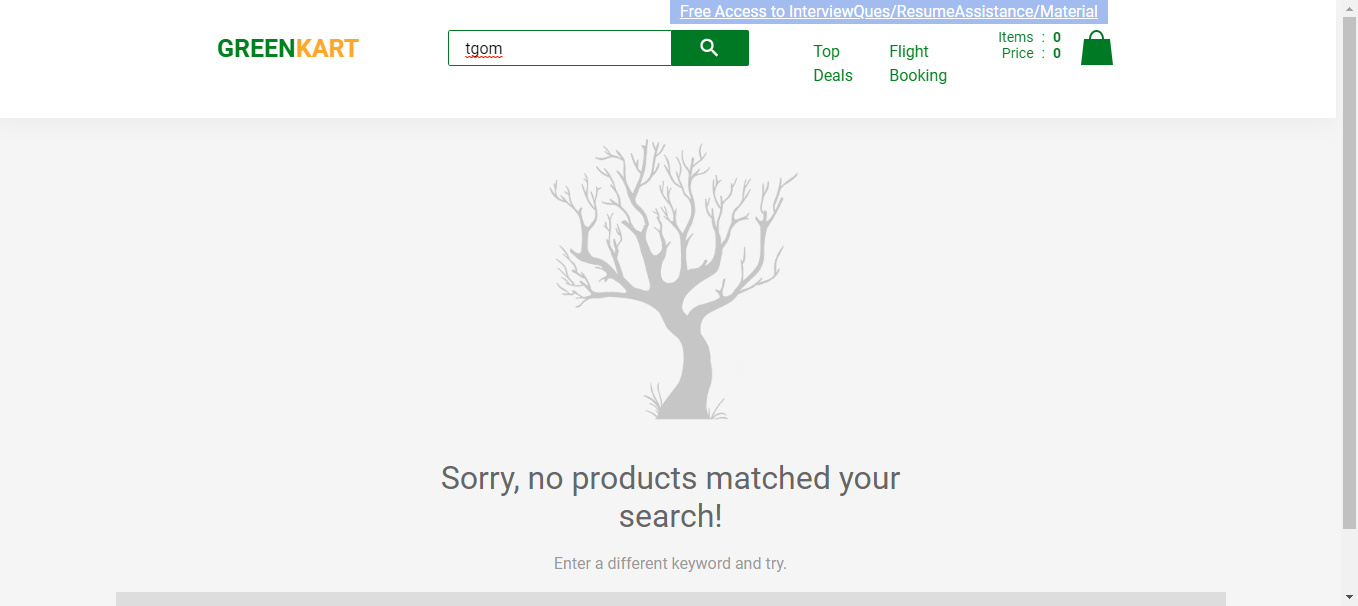 Free Access to InterviewQues/ResumeAssistance/Material
GREENKART
tgom
Top Deals
Flight Booking
Items : 0
Price : 0
Sorry, no products matched your
search!
Enter a different keyword and try.